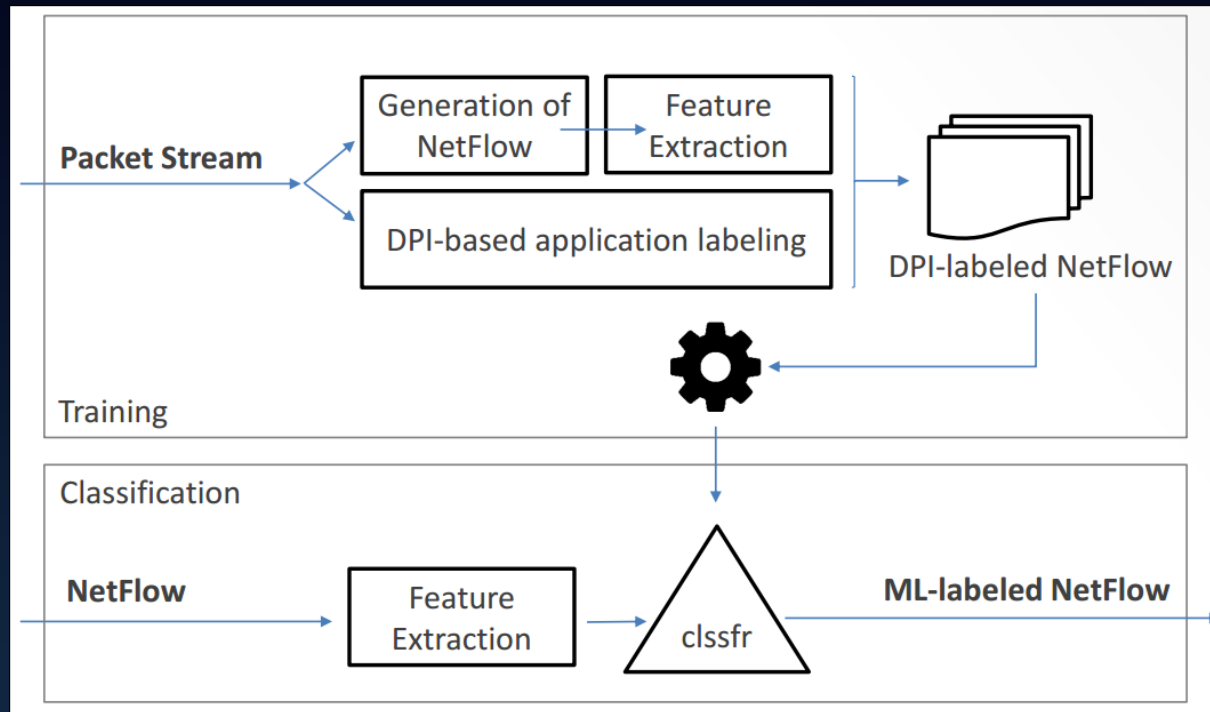 Generation of
NetFlow
Feature
Extraction
Packet Stream
DPI-based application labeling
DPI-labeled NetFlow
Training
Classification
NetFlow
Feature
Extraction
clssfr
ML-labeled NetFlow